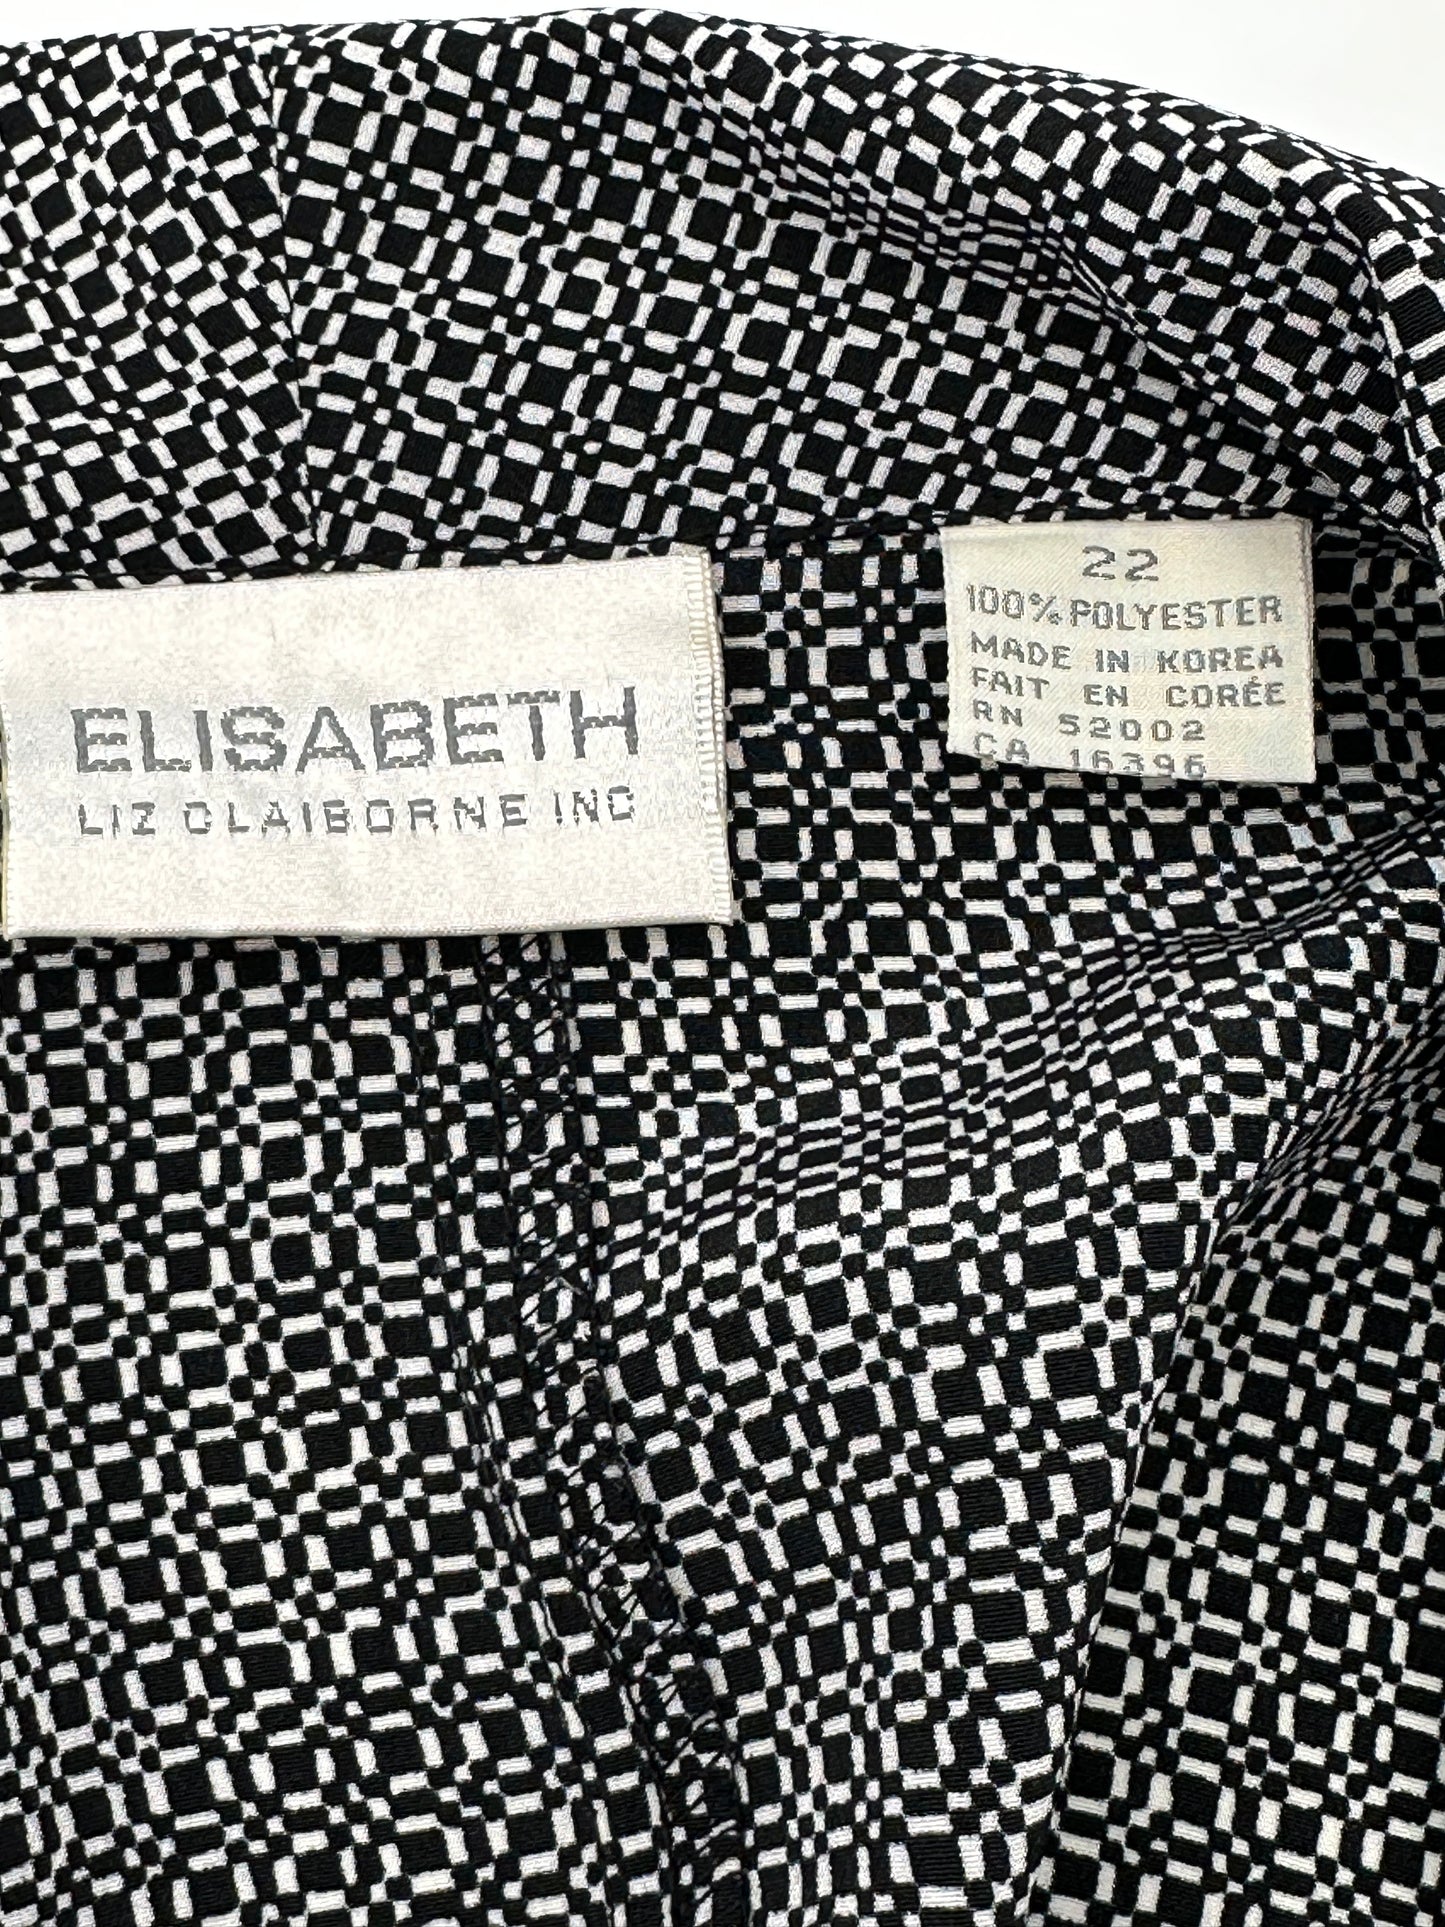 ELISABETH
LIZ CLAIBORNE INC
22
100% POLYESTER
MADE IN KOREA
FAIT EN CORÉE
RN 52002
CA 16396